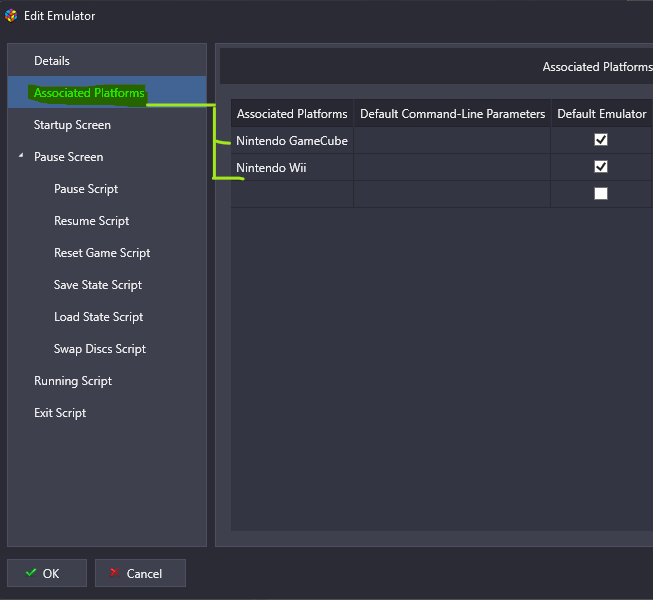 Edit Emulator
Details
Associated Platforms
Startup Screen
Pause Screen
Pause Script
Resume Script
Reset Game Script
Save State Script
Load State Script
Swap Discs Script
Running Script
Exit Script
Associated Platforms
Associated Platforms Default Command-Line Parameters Default Emulator
Nintendo GameCube
Nintendo Wii
OK Cancel